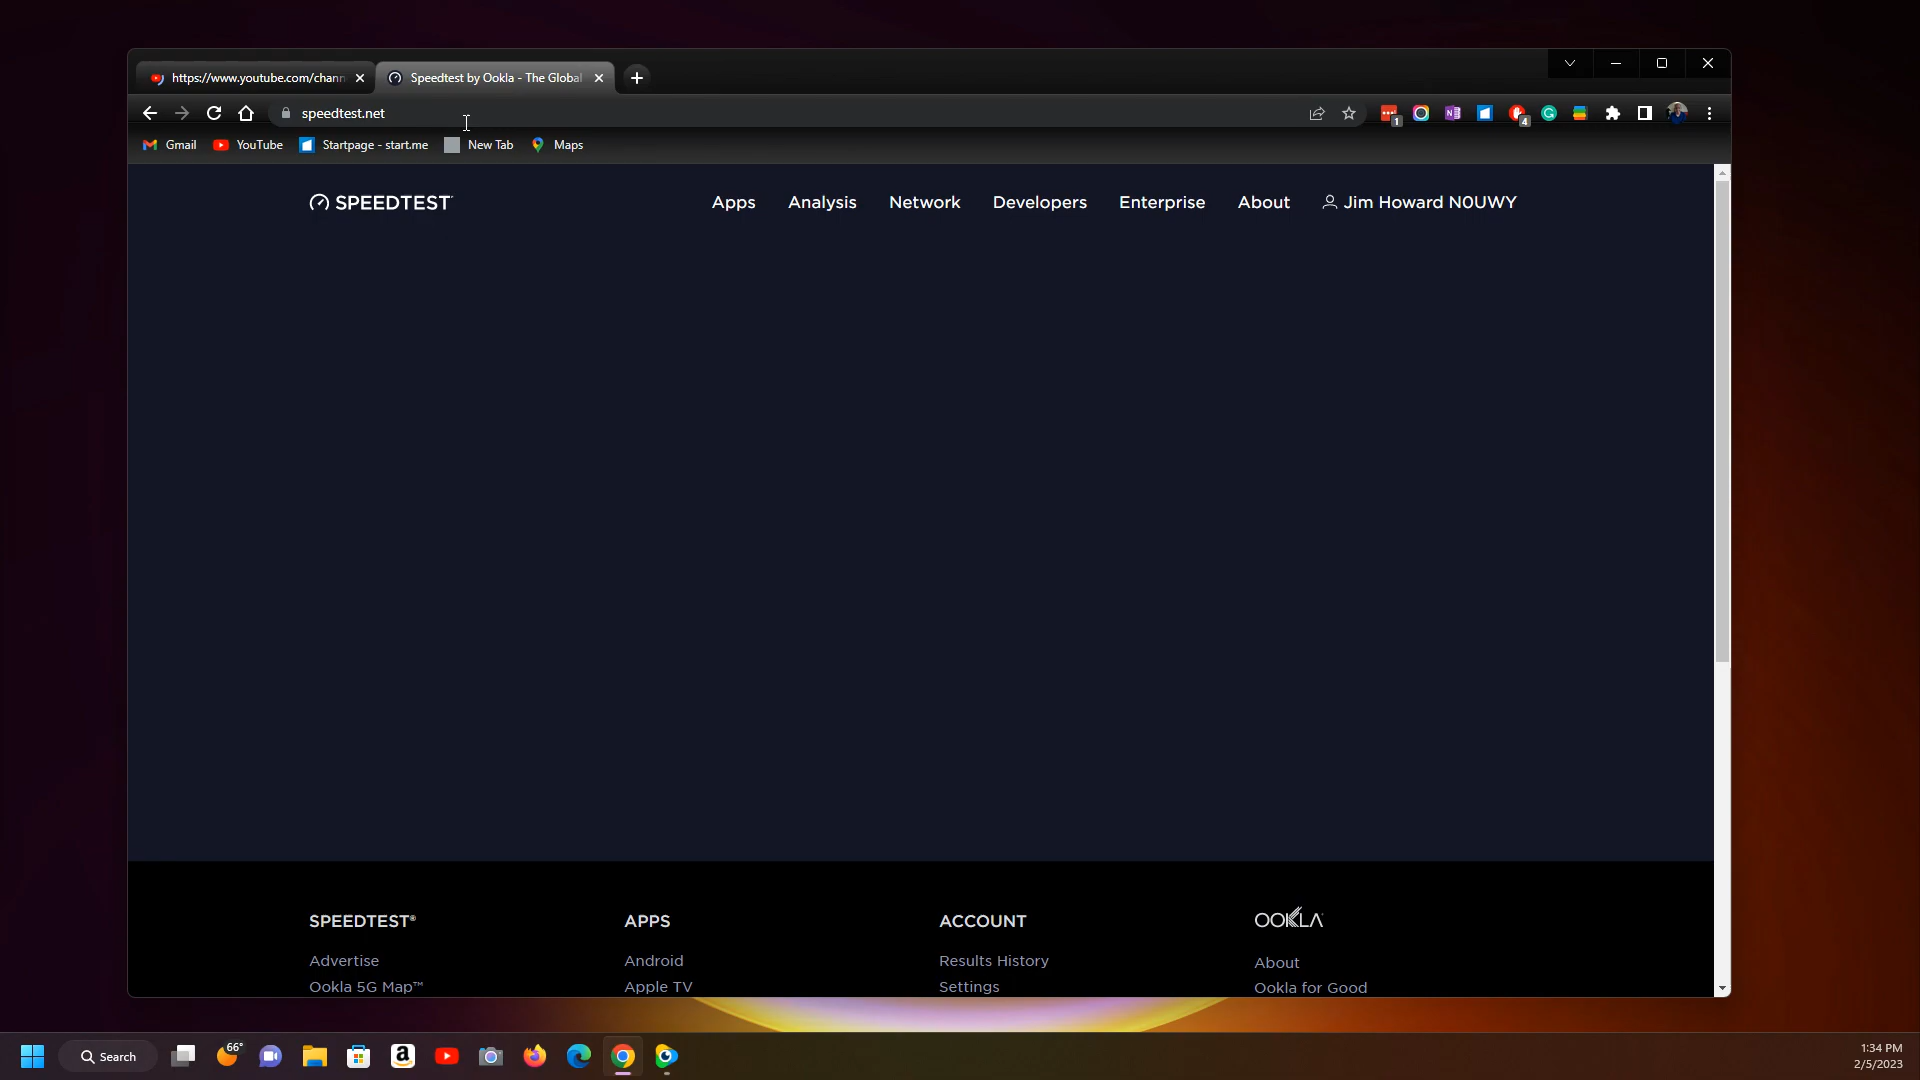 https://www.youtube.com/chann
Speedtest by Ookla - The Global
speedtest.net
1
N
4
G
Gmail
YouTube
Startpage - start.me
New Tab
Maps
SPEEDTEST
Apps
Analysis
Network
Developers
Enterprise
About
Jim Howard N0UWY
SPEEDTEST®
APPS
ACCOUNT
OOKLA
Advertise
Android
Results History
About
Ookla 5G Map™
Apple TV
Settings
Ookla for Good
Search
66°
a
1:34 PM
2/5/2023